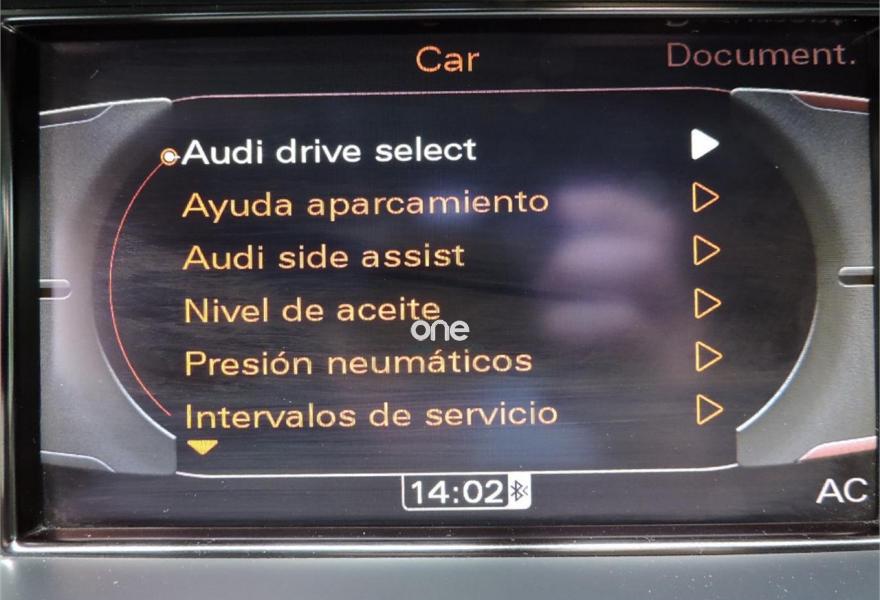 Car
Document.
Audi drive select
Ayuda aparcamiento
Audi side assist
Nivel de aceite
one
Presión neumáticos
Intervalos de servicio
14:02
AC